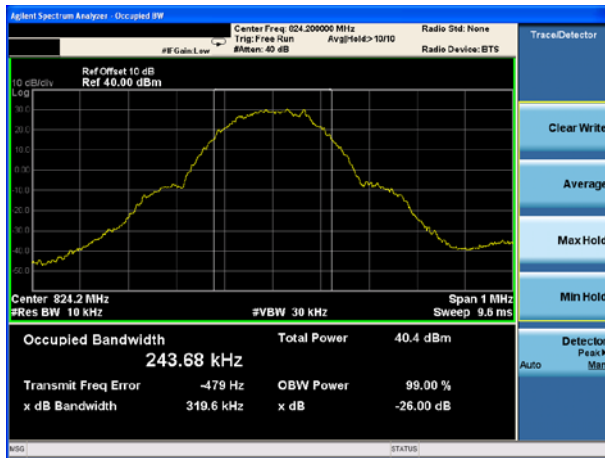 Agilent Spectrum Analyzer - Occupied BW
Center Freq: 824.200000 MHz
Radio Std: None
Trace/Detector
Trig: Free Run
Avg|Hold:>10/10
#IFGain:Low
#Atten: 40 dB
Radio Device: BTS
Ref Offset 10 dB
10 dB/div
Ref 40.00 dBm
Log
30.0
20.0
10.0
0.00
-10.0
-20.0
-30.0
-40.0
-50.0
Clear Write
Average
Max Hold
Min Hold
Center 824.2 MHz
Span 1 MHz
#Res BW 10 kHz
#VBW 30 kHz
Sweep 9.6 ms
Occupied Bandwidth
Total Power
40.4 dBm
243.68 kHz
Transmit Freq Error
-479 Hz
OBW Power
99.00 %
x dB Bandwidth
319.6 kHz
x dB
-26.00 dB
Detector
Peak
Auto
Man
MSG
STATUS